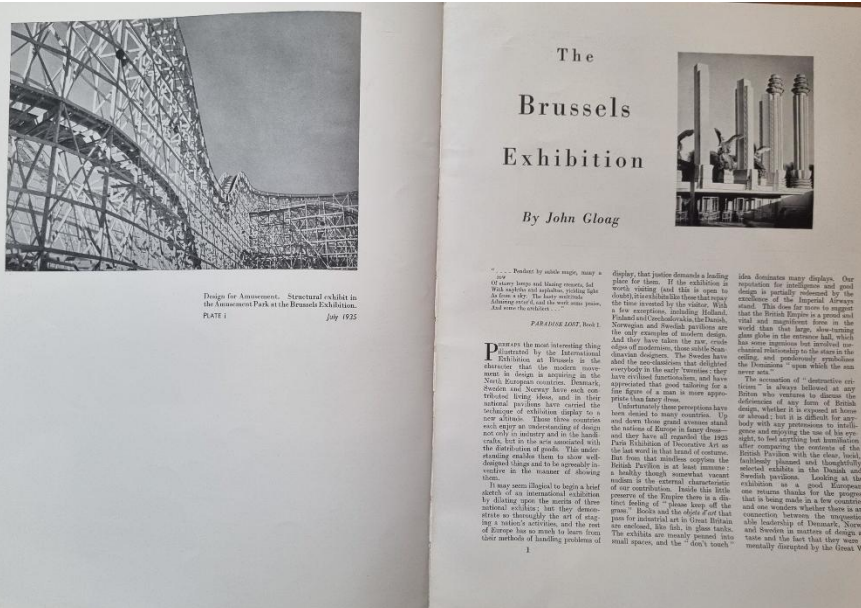 Design for Amusement. Structural exhibit in
the Amusement Park at the Brussels Exhibition.
PLATE i
July 1935
The
Brussels
Exhibition
By John Gloag
". . . . Pendent by subtle magic, many a
row
Of starry lamps and blazing cressets, fed
With naphtha and asphaltus, yielding light
As from a sky. The hasty multitude
Admiring enter'd, and the work some praise,
And some the architect . . . ."
PARADISE LOST, Book I.
PERHAPS the most interesting thing
illustrated by the International
Exhibition at Brussels is the
character that the modern move-
ment in design is acquiring in the
North European countries. Denmark,
Sweden and Norway have each con-
tributed living ideas, and in their
national pavilions have carried the
technique of exhibition display to a
new altitude. These three countries
each enjoy an understanding of design
not only in industry and in the handi-
crafts, but in the arts associated with
the distribution of goods. This under-
standing enables them to show well-
designed things and to be agreeably in-
ventive in the manner of showing
them.
It may seem illogical to begin a brief
sketch of an international exhibition
by dilating upon the merits of three
national exhibits; but they demon-
strate so thoroughly the art of stag-
ing a nation's activities, and the rest
of Europe has so much to learn from
their methods of handling problems of
display, that justice demands a leading
place for them. If the exhibition is
worth visiting (and this is open to
doubt), it is exhibits like these that repay
the time invested by the visitor. With
a few exceptions, including Holland,
Finland and Czechoslovakia, the Danish,
Norwegian and Swedish pavilions are
the only examples of modern design.
And they have taken the raw, crude
edges off modernism, those subtle Scan-
dinavian designers. The Swedes have
shed the neo-classicism that delighted
everybody in the early 'twenties: they
have civilised functionalism, and have
appreciated that good tailoring for a
fine figure of a man is more appro-
priate than fancy dress.
Unfortunately these perceptions have
been denied to many countries. Up
and down those grand avenues stand
the nations of Europe in fancy dress—
and they have all regarded the 1925
Paris Exhibition of Decorative Art as
the last word in that brand of costume.
But from that mindless copyism the
British Pavilion is at least immune:
a healthy though somewhat vacant
nudism is the external characteristic
of our contribution. Inside this little
preserve of the Empire there is a dis-
tinct feeling of "please keep off the
grass." Books and the objets d'art that
pass for industrial art in Great Britain
are enclosed, like fish, in glass tanks.
The exhibits are meanly penned into
small spaces, and the "don't touch"
idea dominates many displays. Our
reputation for intelligence and good
design is partially redeemed by the
excellence of the Imperial Airways
stand. This does far more to suggest
that the British Empire is a proud and
vital and magnificent force in the
world than that large, slow-turning
glass globe in the entrance hall, which
has some ingenious but involved me-
chanical relationship to the stars in the
ceiling, and ponderously symbolises
the Dominions "upon which the sun
never sets."
The accusation of "destructive cri-
ticism" is always hollowed at any
Briton who ventures to discuss the
deficiencies of any form of British
design, whether it is exposed at home
or abroad; but it is difficult for any-
body with any pretensions to intelli-
gence and enjoying the use of his eye-
sight, to feel anything but humiliation
after comparing the contents of the
British Pavilion with the clear, lucid,
faultlessly planned and thoughtfully
selected exhibits in the Danish and
Swedish pavilions. Looking at the
exhibition as a good European
one returns thanks for the progress
that is being made in a few countries
and one wonders whether there is an
connection between the unquestion
able leadership of Denmark, Norw
and Sweden in matters of design
taste and the fact that they were
mentally disrupted by the Great W
1